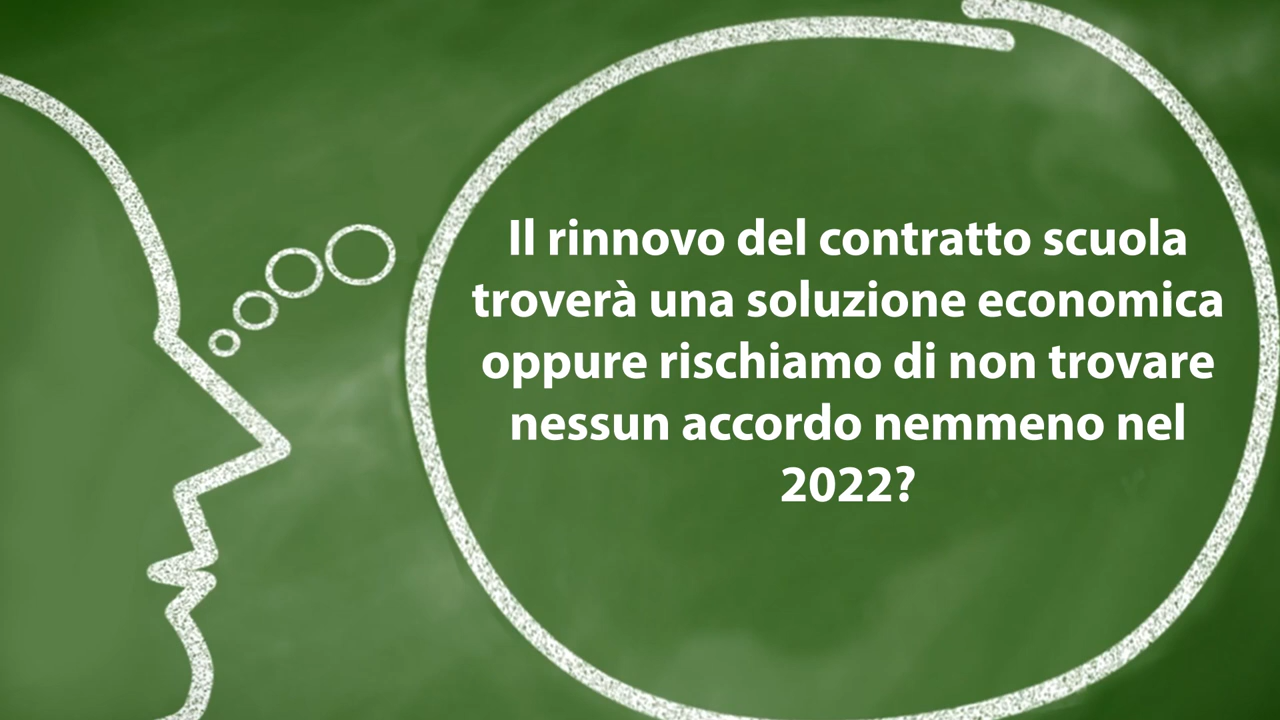 Il rinnovo del contratto scuola
troverà una soluzione economica
oppure rischiamo di non trovare
nessun accordo nemmeno nel
2022?